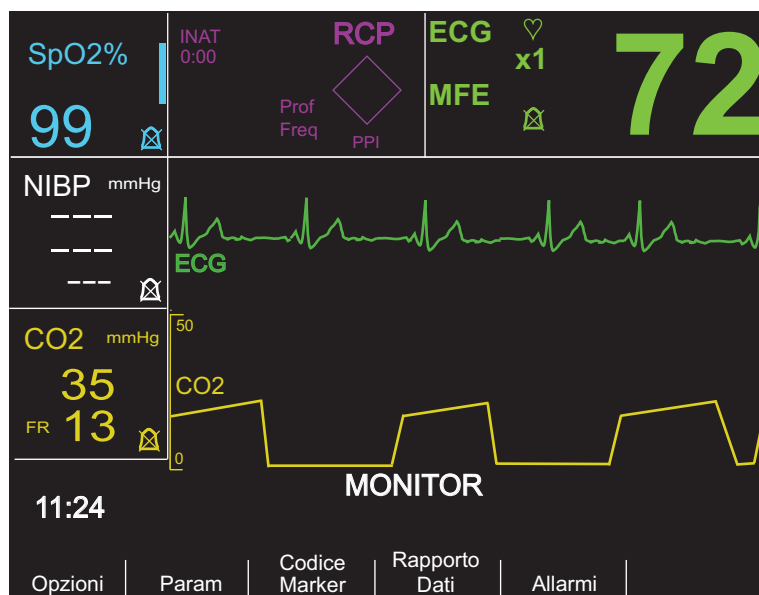 SpO2%
99
INAT
0:00
RCP
Prof
Freq
PPI
ECG
x1
MFE
72
NIBP mmHg
---
---
---
ECG
CO2 mmHg
35
FR 13
50
CO2
0
MONITOR
11:24
Opzioni
Param
Codice
Marker
Rapporto
Dati
Allarmi